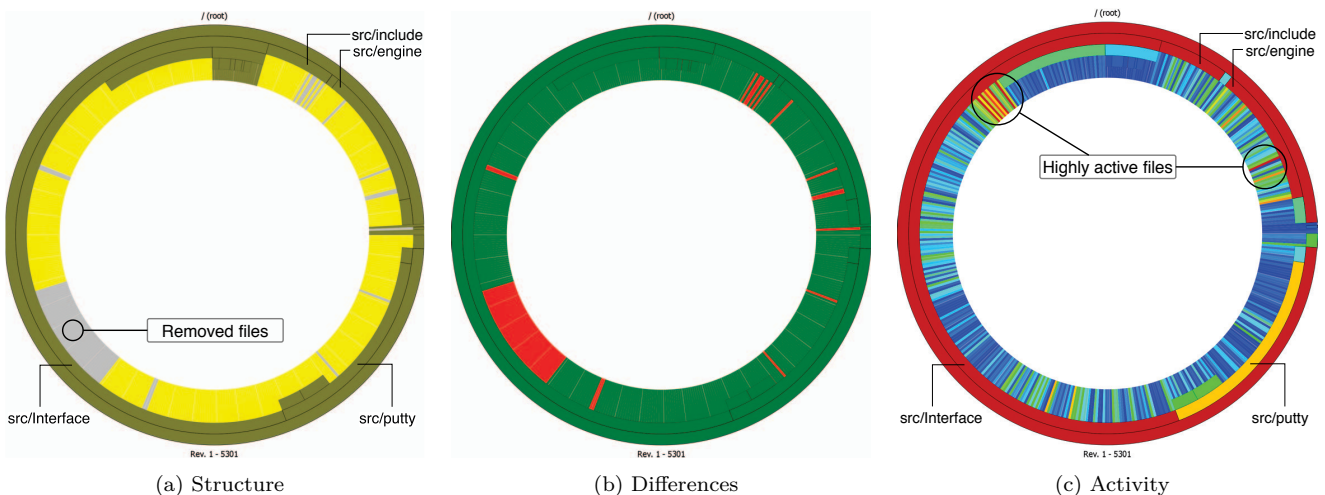 / (root)
src/include
src/engine
Removed files
src/Interface
src/putty
Rev. 1 - 5301
(a) Structure
/ (root)
Rev. 1 - 5301
(b) Differences
/ (root)
src/include
src/engine
Highly active files
src/Interface
src/putty
Rev. 1 - 5301
(c) Activity